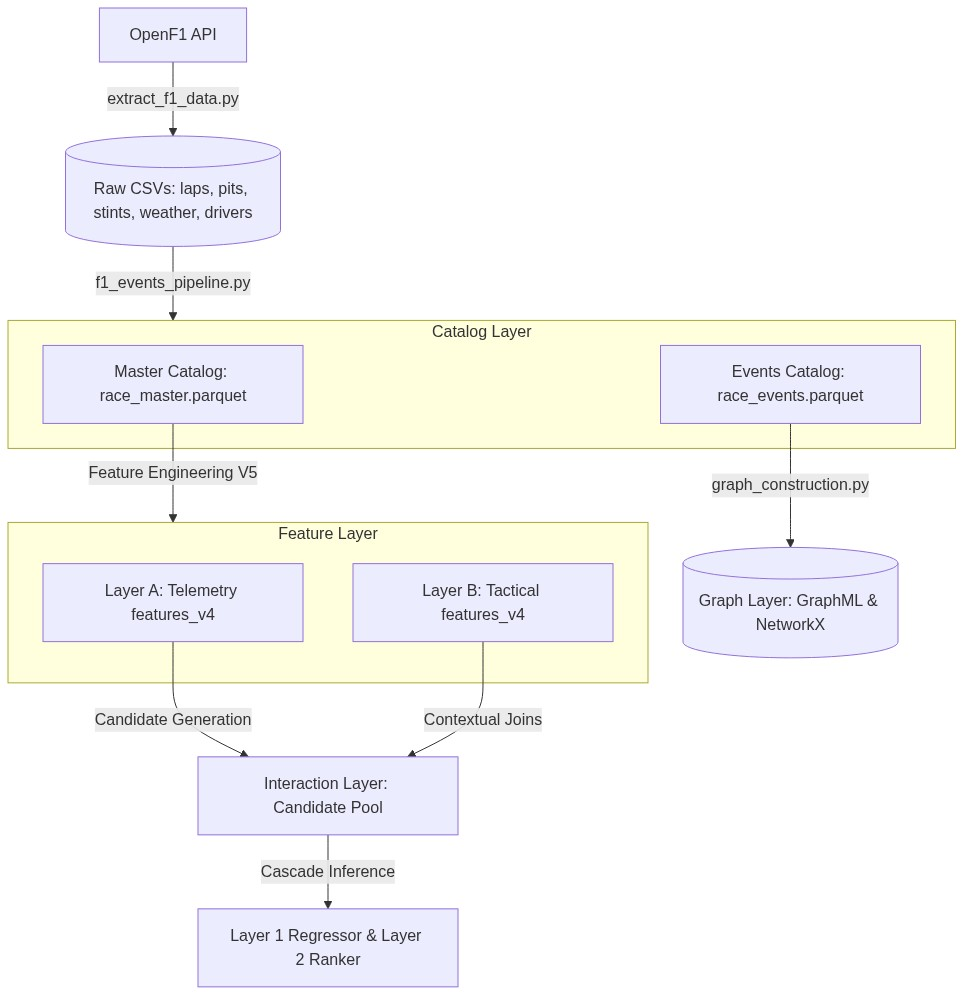 OpenF1 API
extract_f1_data.py
Raw CSVs: laps, pits,
stints, weather, drivers
f1_events_pipeline.py
Catalog Layer
Master Catalog:
race_master.parquet
Events Catalog:
race_events.parquet
Feature Engineering V5
graph_construction.py
Feature Layer
Layer A: Telemetry
features_v4
Layer B: Tactical
features_v4
Graph Layer: GraphML &
NetworkX
Candidate Generation
Contextual Joins
Interaction Layer:
Candidate Pool
Cascade Inference
Layer 1 Regressor & Layer
2 Ranker